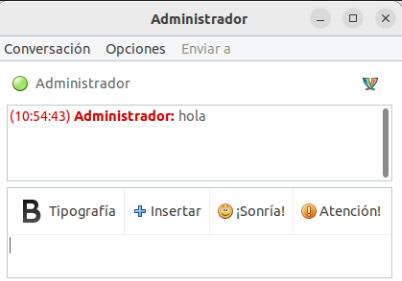 Administrador
Conversación Opciones Enviar a
Administrador
(10:54:43) Administrador: hola
B Tipografía Insertar ¡Sonría! ¡Atención!